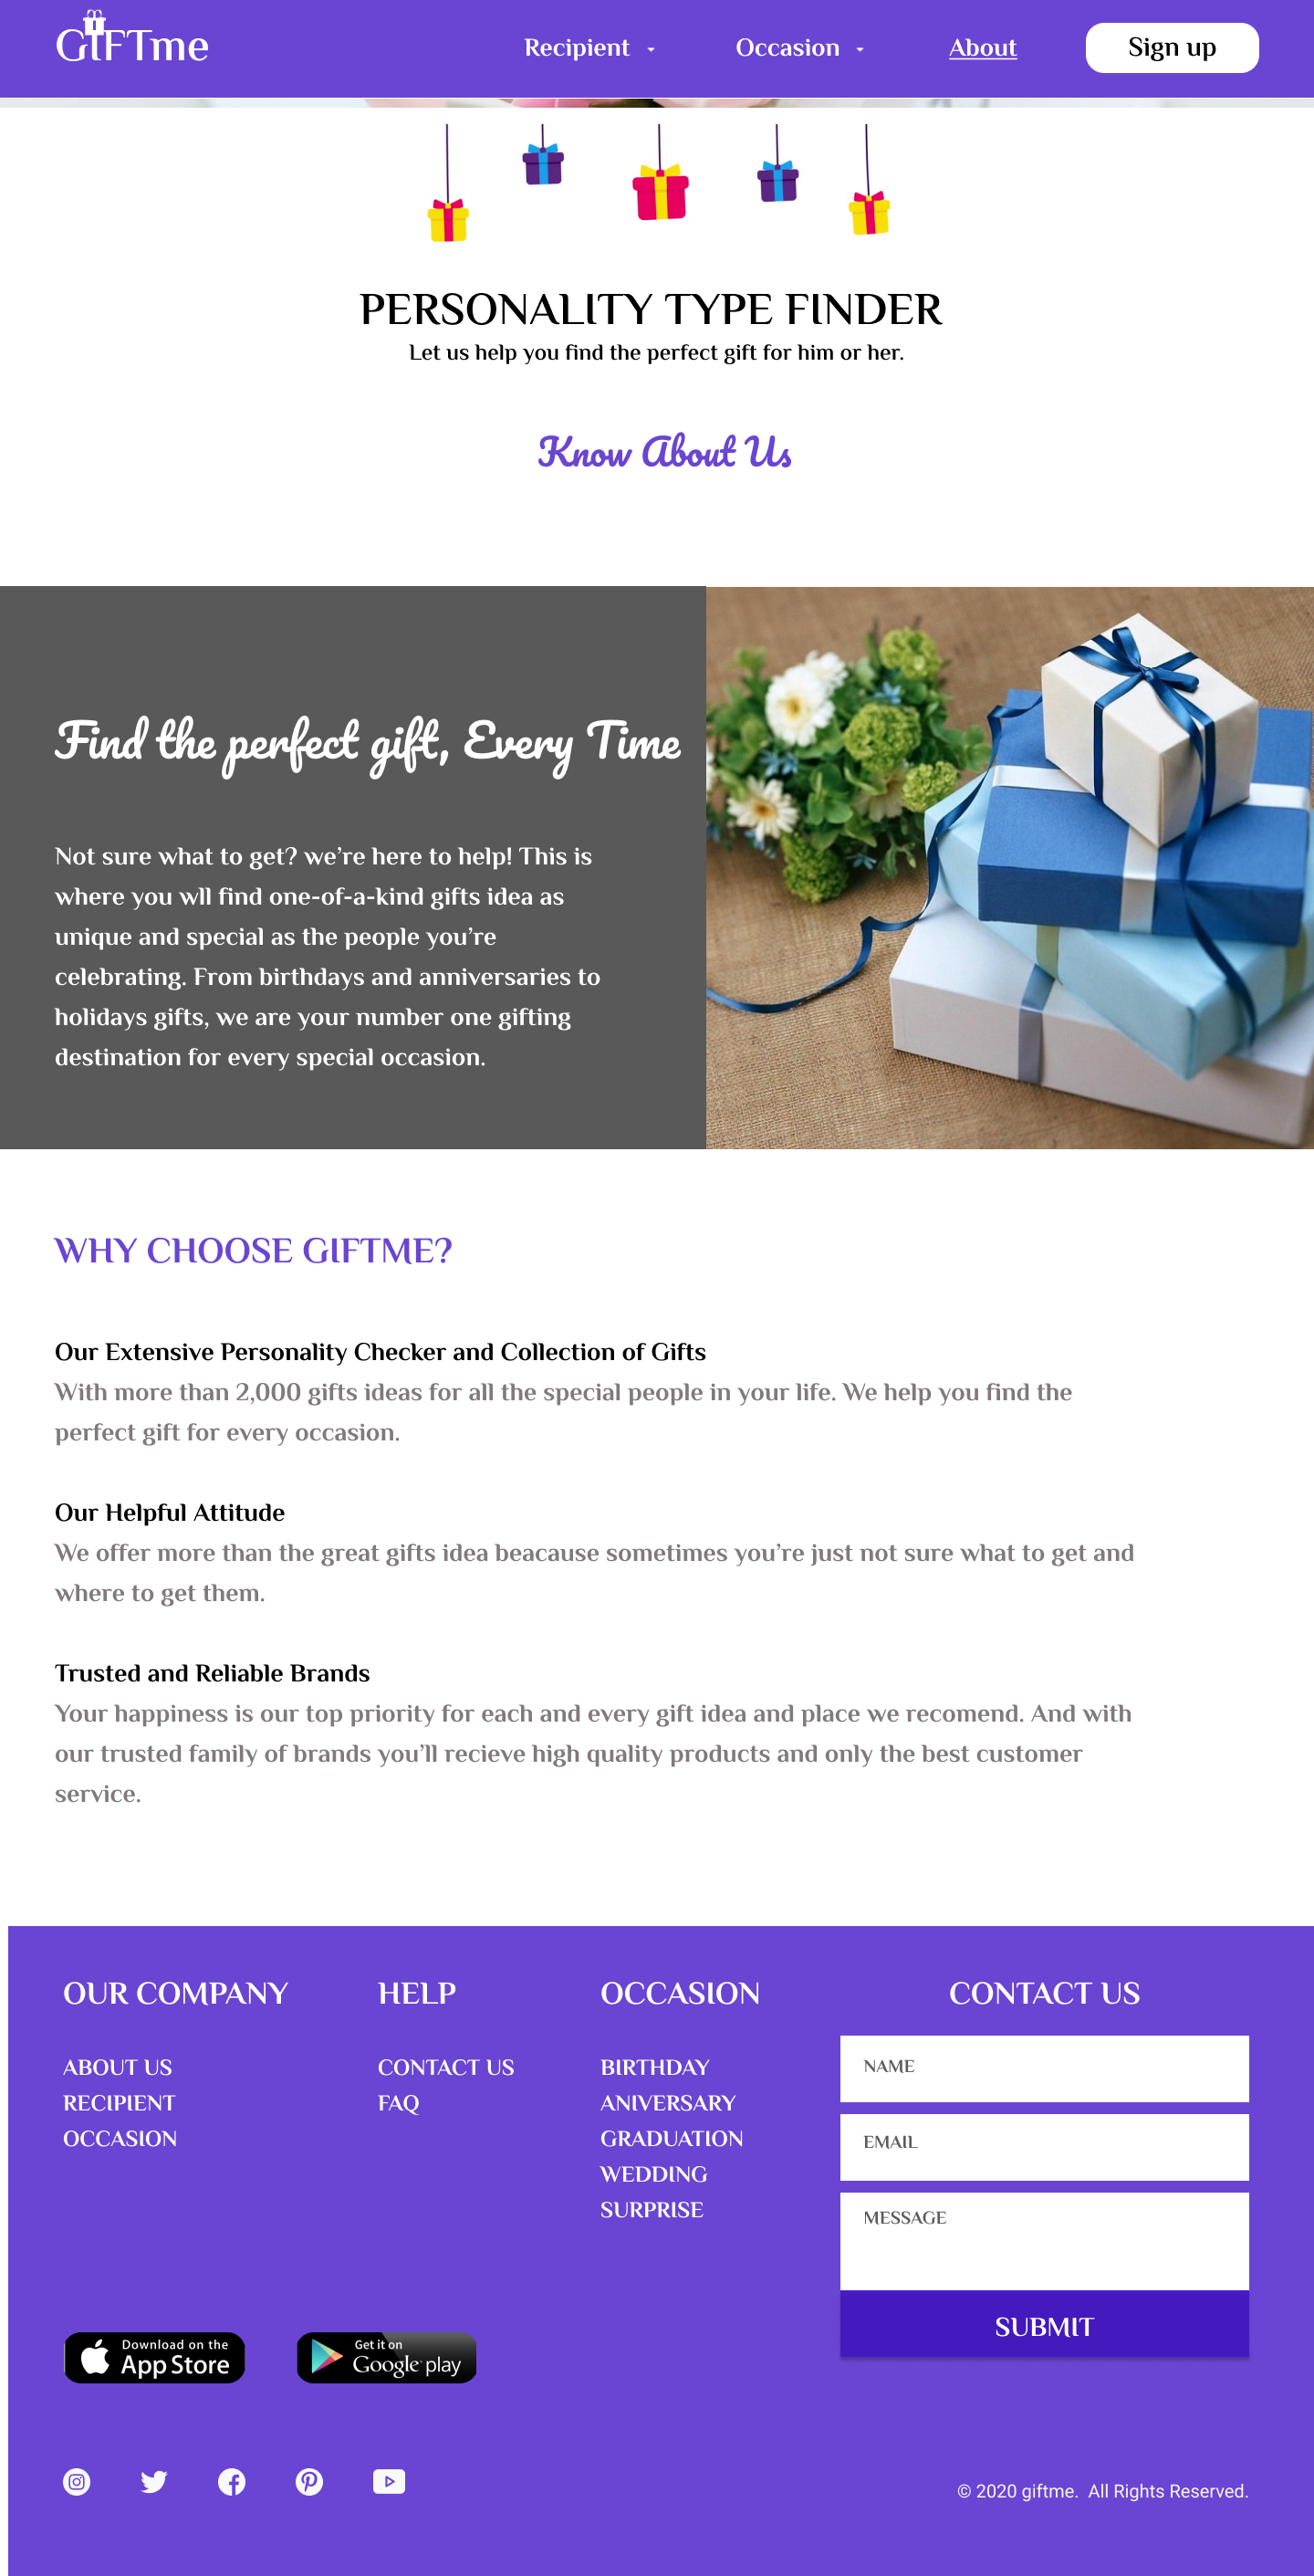 GIFTme
Recipient
Occasion
About
Sign up
PERSONALITY TYPE FINDER
Let us help you find the perfect gift for him or her.
Know About Us
Find the perfect gift, Every Time
Not sure what to get? we’re here to help! This is
where you wll find one-of-a-kind gifts idea as
unique and special as the people you’re
celebrating. From birthdays and anniversaries to
holidays gifts, we are your number one gifting
destination for every special occasion.
WHY CHOOSE GIFTME?
Our Extensive Personality Checker and Collection of Gifts
With more than 2,000 gifts ideas for all the special people in your life. We help you find the
perfect gift for every occasion.
Our Helpful Attitude
We offer more than the great gifts idea beacause sometimes you’re just not sure what to get and
where to get them.
Trusted and Reliable Brands
Your happiness is our top priority for each and every gift idea and place we recomend. And with
our trusted family of brands you’ll recieve high quality products and only the best customer
service.
OUR COMPANY
ABOUT US
RECIPIENT
OCCASION
HELP
CONTACT US
FAQ
OCCASION
BIRTHDAY
ANIVERSARY
GRADUATION
WEDDING
SURPRISE
CONTACT US
NAME
EMAIL
MESSAGE
SUBMIT
Download on the
App Store
Get it on
Google play
© 2020 giftme. All Rights Reserved.